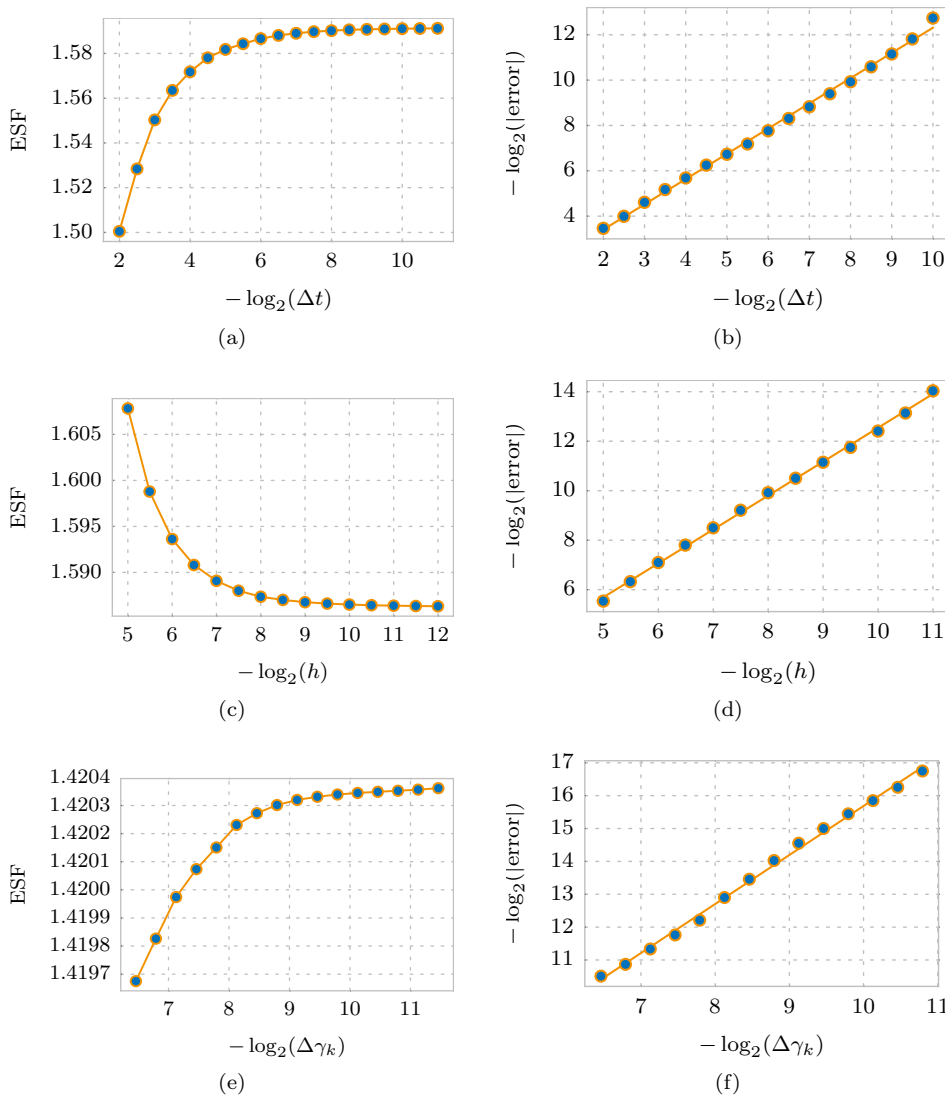 1.58
1.56
1.54
1.52
1.50
ESF
2 4 6 8 10
− log₂(Δt)
(a)
12
10
8
6
4
− log₂(|error|)
2 3 4 5 6 7 8 9 10
− log₂(Δt)
(b)
1.605
1.600
1.595
1.590
ESF
5 6 7 8 9 10 11 12
− log₂(h)
(c)
14
12
10
8
6
− log₂(|error|)
5 6 7 8 9 10 11
− log₂(h)
(d)
1.4204
1.4203
1.4202
1.4201
1.4200
1.4199
1.4198
1.4197
ESF
7 8 9 10 11
− log₂(Δγₖ)
(e)
17
16
15
14
13
12
11
− log₂(|error|)
7 8 9 10 11
− log₂(Δγₖ)
(f)